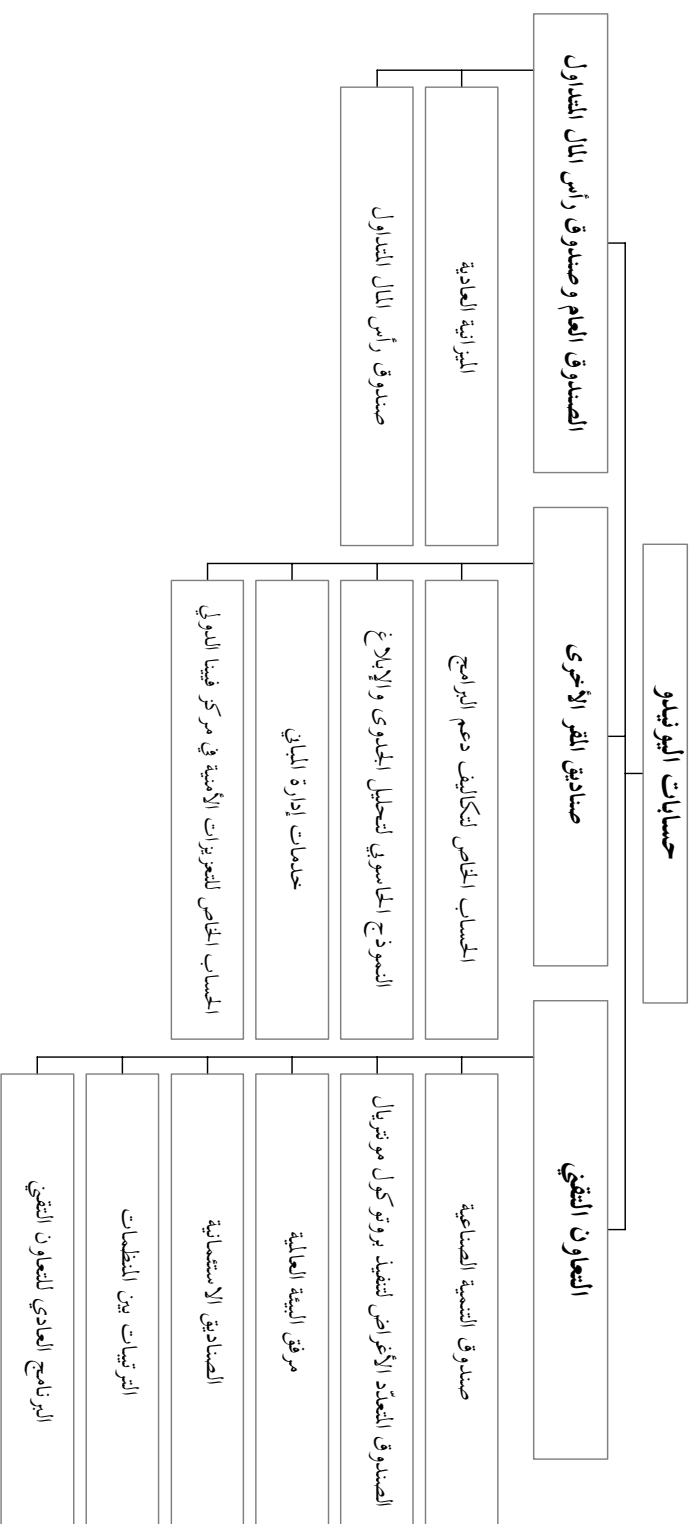 حسابات اليونيدو
الصندوق العام وصندوق رأس المال المتداول
الميزانية العادية
صندوق رأس المال المتداول
صناديق المقر الأخرى
الحساب الخاص لتكاليف دعم البرامج
النموذج الحاسوبي لتحليل الجدوى والإبلاغ
خدمات إدارة المباني
الحساب الخاص للتعزيزات الأمنية في مركز فيينا الدولي
التعاون التقني
صندوق التنمية الصناعية
الصندوق المتعدّد الأغراض لتنفيذ بروتوكول مونتريال
مرفق البيئة العالمية
الصناديق الاستئمانية
الترتيبات بين المنظمات
البرنامج العادي للتعاون التقني